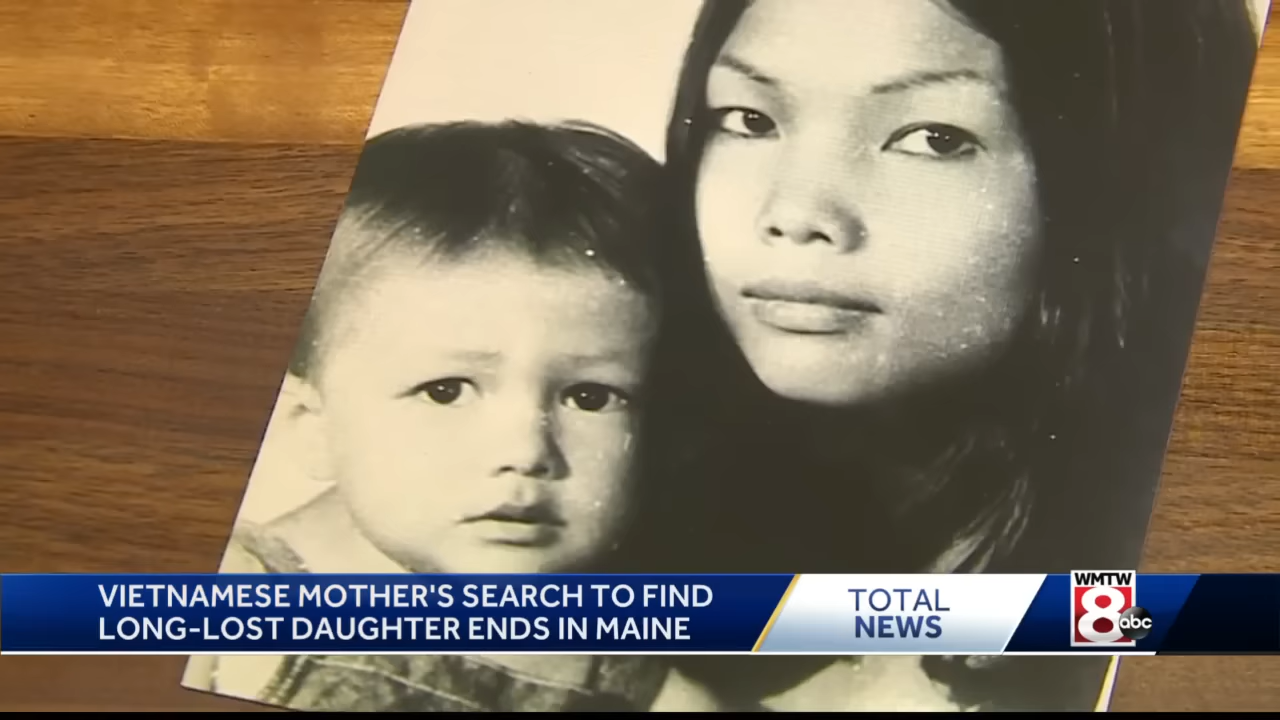 VIETNAMESE MOTHER'S SEARCH TO FIND
LONG-LOST DAUGHTER ENDS IN MAINE
TOTAL
NEWS
WMTW
8
abc